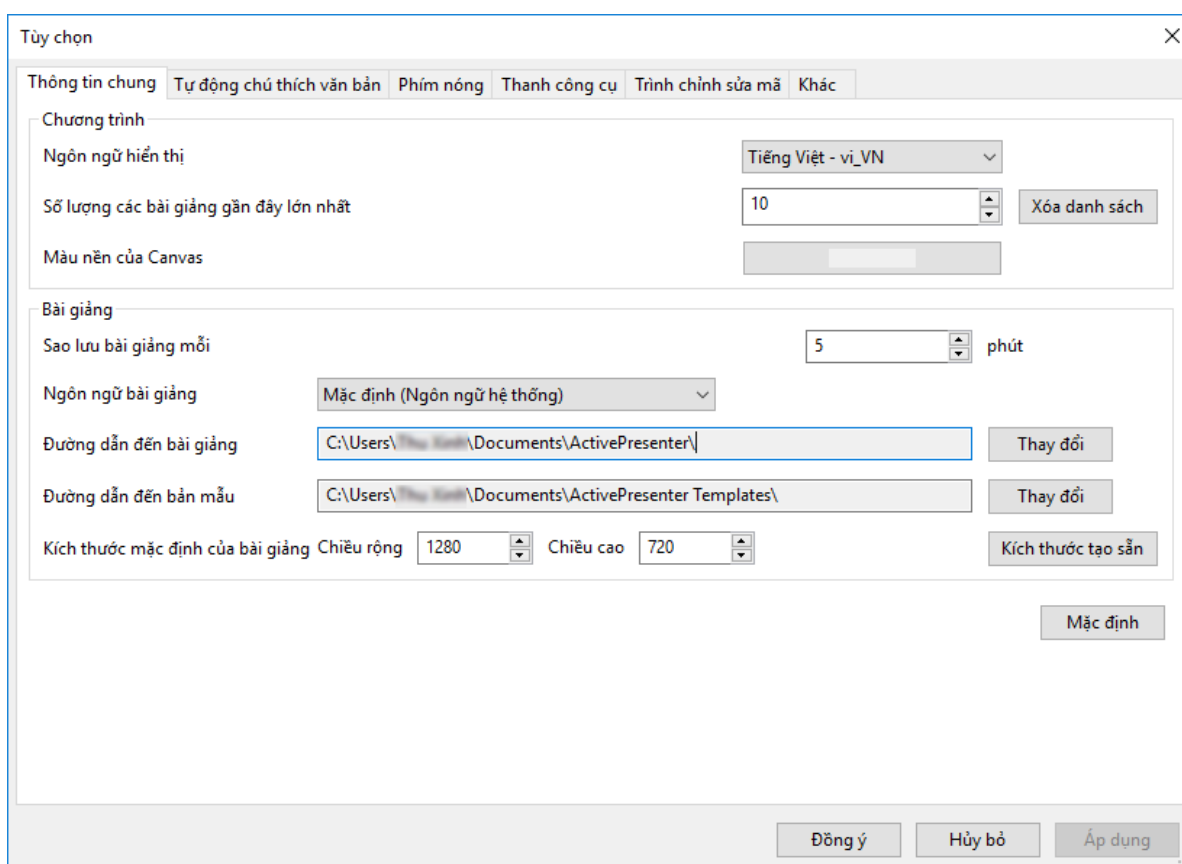 Tùy chọn
Thông tin chung Tự động chú thích văn bản Phím nóng Thanh công cụ Trình chỉnh sửa mã Khác
Chương trình
Ngôn ngữ hiển thị Tiếng Việt - vi_VN
Số lượng các bài giảng gần đây lớn nhất 10 Xóa danh sách
Màu nền của Canvas
Bài giảng
Sao lưu bài giảng mỗi 5 phút
Ngôn ngữ bài giảng Mặc định (Ngôn ngữ hệ thống)
Đường dẫn đến bài giảng C:\Users\ \Documents\ActivePresenter\ Thay đổi
Đường dẫn đến bản mẫu C:\Users\ \Documents\ActivePresenter Templates\ Thay đổi
Kích thước mặc định của bài giảng Chiều rộng 1280 Chiều cao 720 Kích thước tạo sẵn
Mặc định
Đồng ý Hủy bỏ Áp dụng